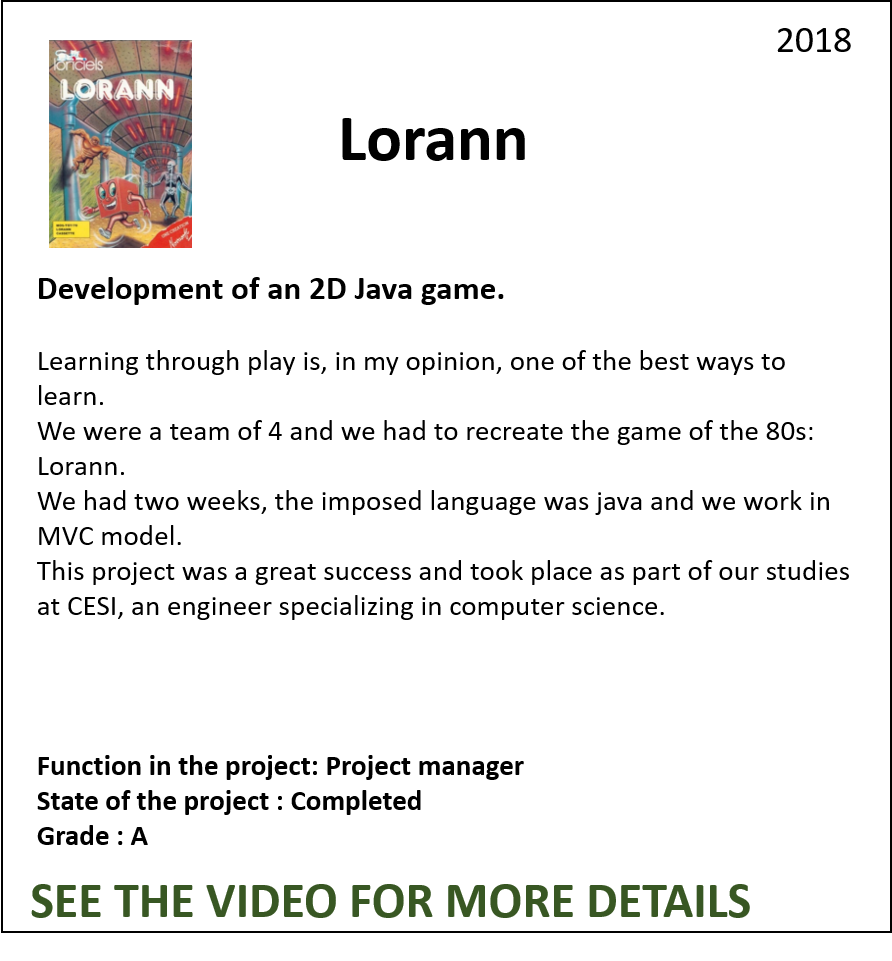 2018
loriciels
LORANN
Lorann
Development of an 2D Java game.
Learning through play is, in my opinion, one of the best ways to
learn.
We were a team of 4 and we had to recreate the game of the 80s:
Lorann.
We had two weeks, the imposed language was java and we work in
MVC model.
This project was a great success and took place as part of our studies
at CESI, an engineer specializing in computer science.
Function in the project: Project manager
State of the project : Completed
Grade : A
SEE THE VIDEO FOR MORE DETAILS